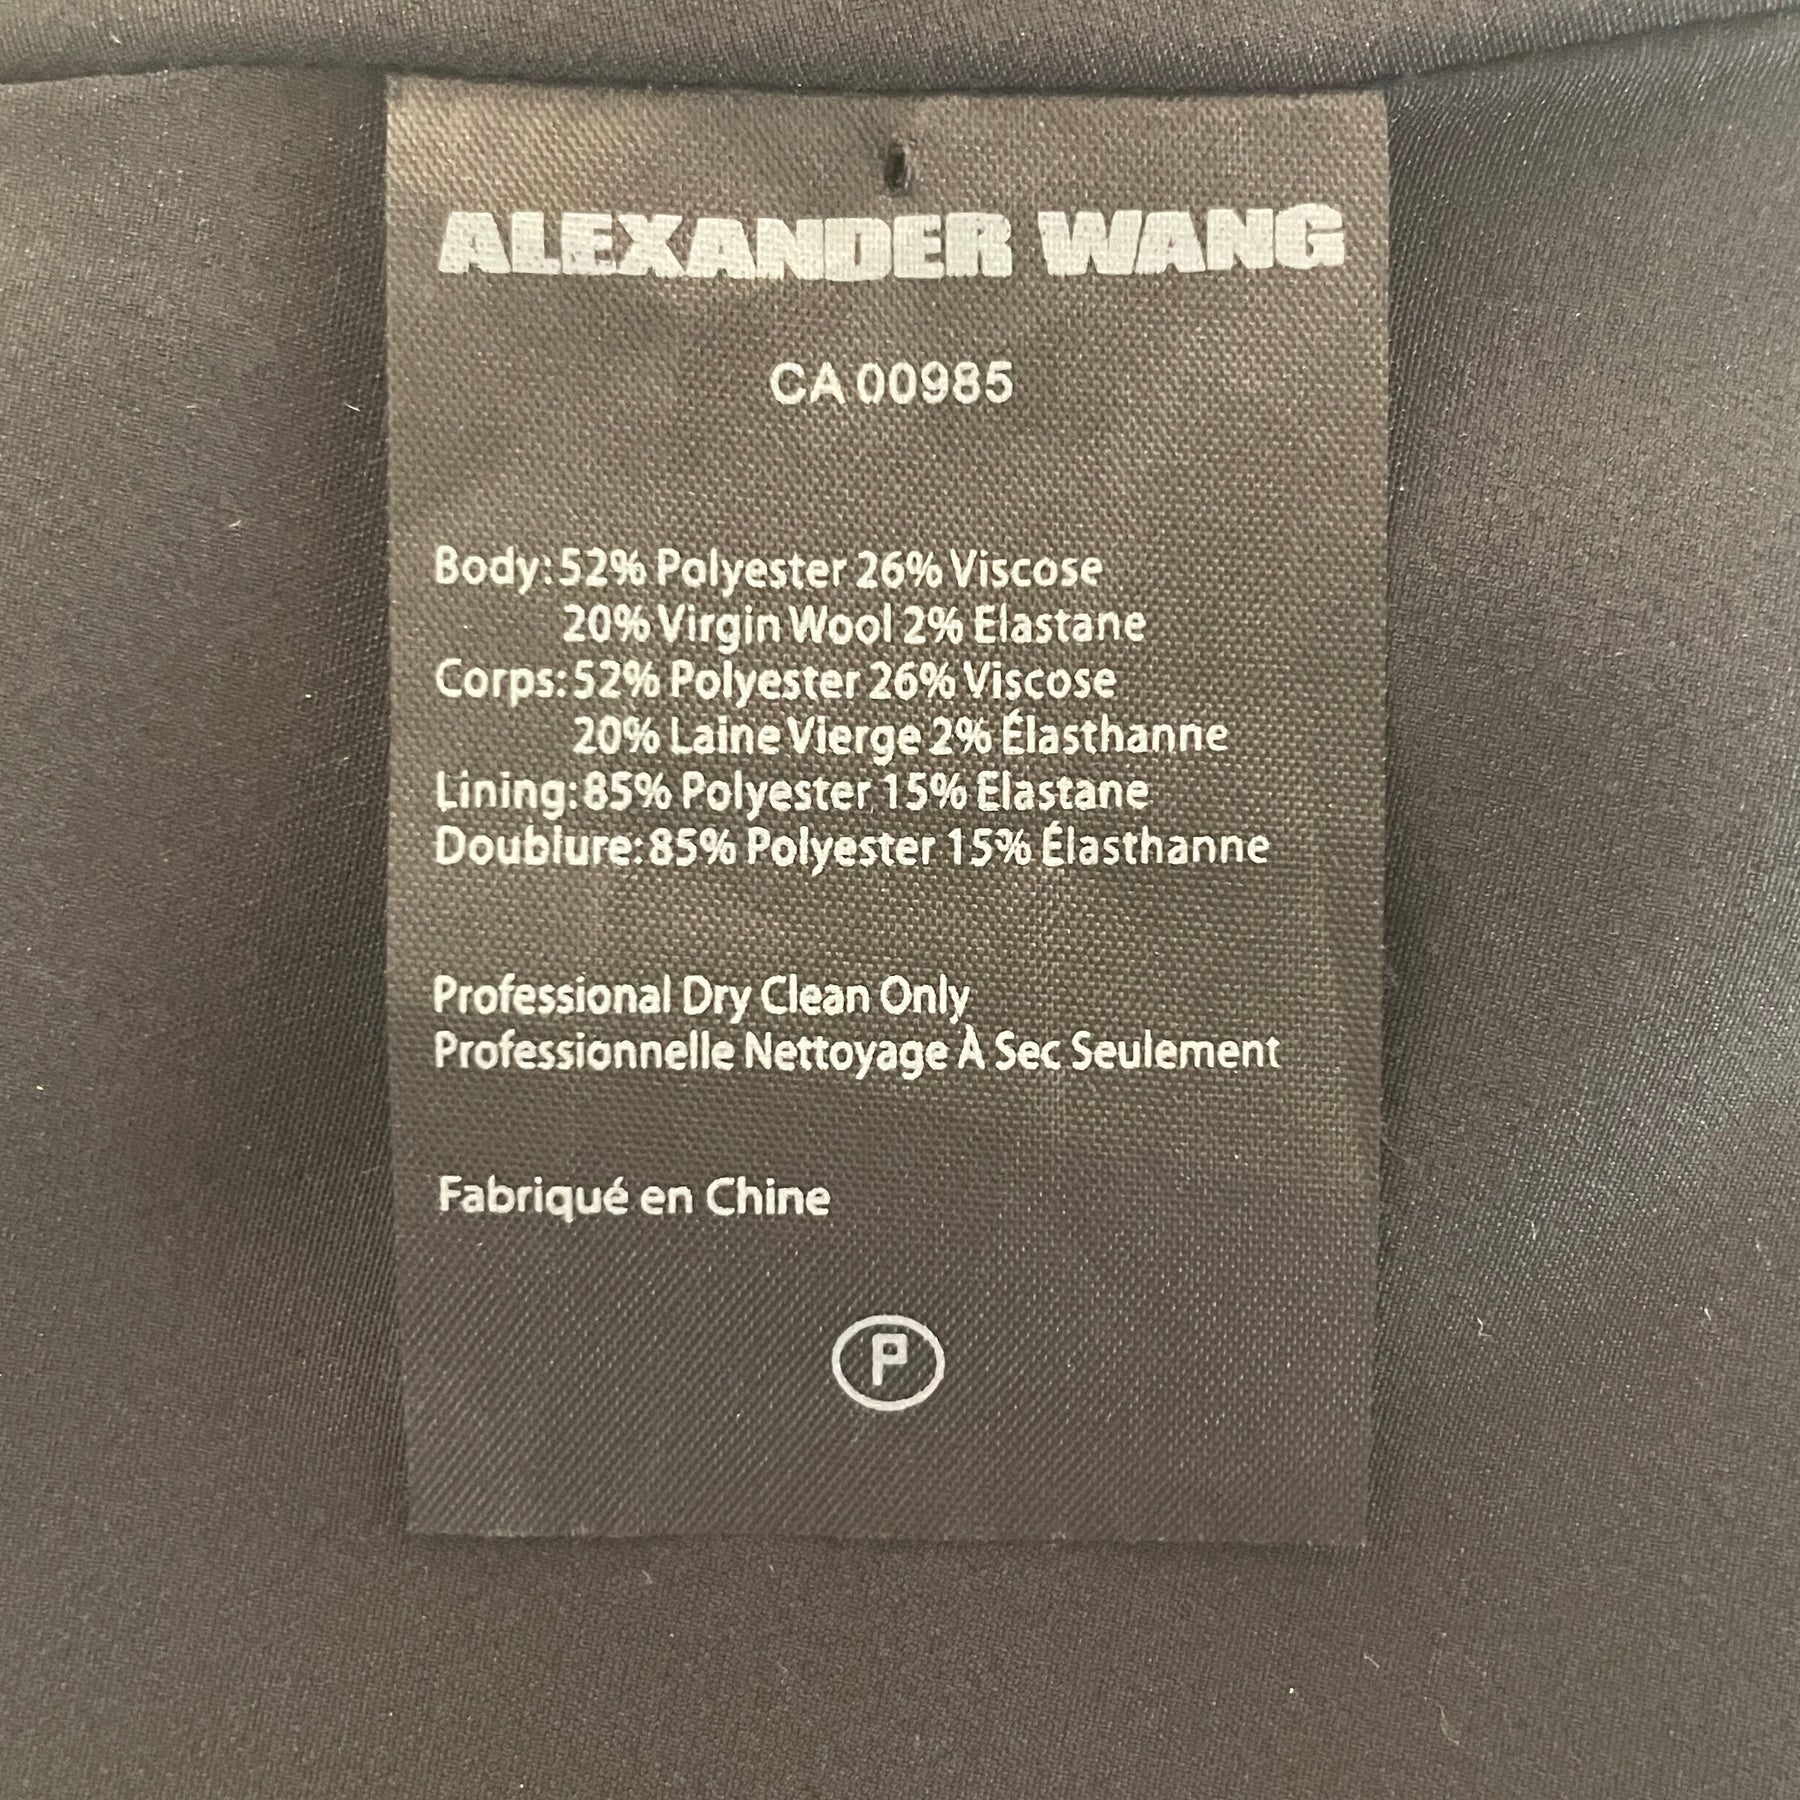 ALEXANDER WANG
CA 00985
Body: 52% Polyester 26% Viscose
20% Virgin Wool 2% Elastane
Corps: 52% Polyester 26% Viscose
20% Laine Vierge 2% Élasthanne
Lining: 85% Polyester 15% Elastane
Doublure: 85% Polyester 15% Élasthanne
Professional Dry Clean Only
Professionnelle Nettoyage À Sec Seulement
Fabriqué en Chine
P